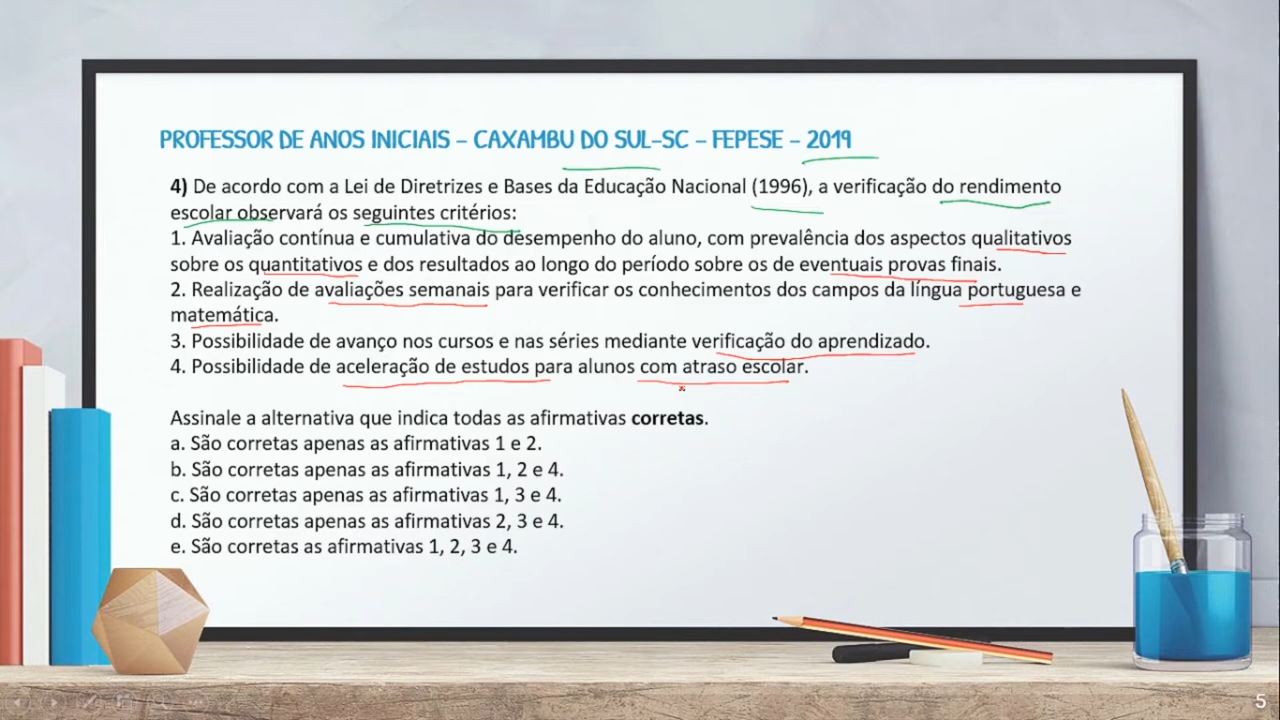 PROFESSOR DE ANOS INICIAIS – CAXAMBU DO SUL-SC – FEPESE – 2019
4) De acordo com a Lei de Diretrizes e Bases da Educação Nacional (1996), a verificação do rendimento
escolar observará os seguintes critérios:
1. Avaliação contínua e cumulativa do desempenho do aluno, com prevalência dos aspectos qualitativos
sobre os quantitativos e dos resultados ao longo do período sobre os de eventuais provas finais.
2. Realização de avaliações semanais para verificar os conhecimentos dos campos da língua portuguesa e
matemática.
3. Possibilidade de avanço nos cursos e nas séries mediante verificação do aprendizado.
4. Possibilidade de aceleração de estudos para alunos com atraso escolar.
Assinale a alternativa que indica todas as afirmativas corretas.
a. São corretas apenas as afirmativas 1 e 2.
b. São corretas apenas as afirmativas 1, 2 e 4.
c. São corretas apenas as afirmativas 1, 3 e 4.
d. São corretas apenas as afirmativas 2, 3 e 4.
e. São corretas as afirmativas 1, 2, 3 e 4.
5